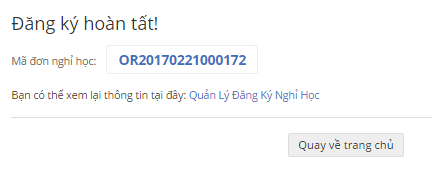 Đăng ký hoàn tất!
Mã đơn nghỉ học: OR20170221000172
Bạn có thể xem lại thông tin tại đây: Quản Lý Đăng Ký Nghỉ Học
Quay về trang chủ